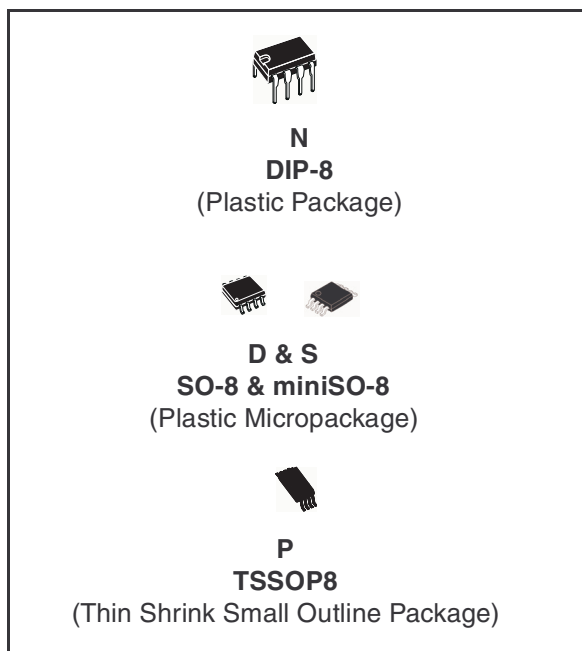 N
DIP-8
(Plastic Package)
D & S
SO-8 & miniSO-8
(Plastic Micropackage)
P
TSSOP8
(Thin Shrink Small Outline Package)